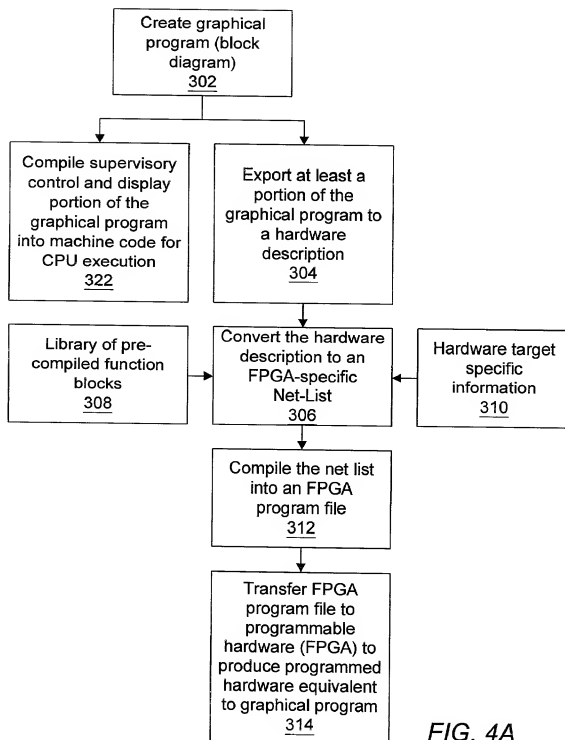 Create graphical
program (block
diagram)
302
Compile supervisory
control and display
portion of the
graphical program
into machine code for
CPU execution
322
Export at least a
portion of the
graphical program to
a hardware
description
304
Library of pre-
compiled function
blocks
308
Convert the hardware
description to an
FPGA-specific
Net-List
306
Hardware target
specific
information
310
Compile the net list
into an FPGA
program file
312
Transfer FPGA
program file to
programmable
hardware (FPGA) to
produce programmed
hardware equivalent
to graphical program
314
FIG. 4A